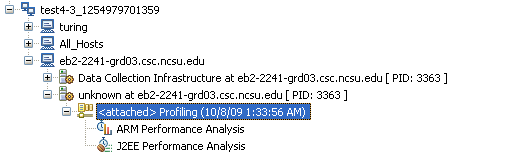 test4-3_1254979701359
turing
All_Hosts
eb2-2241-grd03.csc.ncsu.edu
Data Collection Infrastructure at eb2-2241-grd03.csc.ncsu.edu [ PID: 3363 ]
unknown at eb2-2241-grd03.csc.ncsu.edu [ PID: 3363 ]
<attached> Profiling (10/8/09 1:33:56 AM)
ARM Performance Analysis
J2EE Performance Analysis